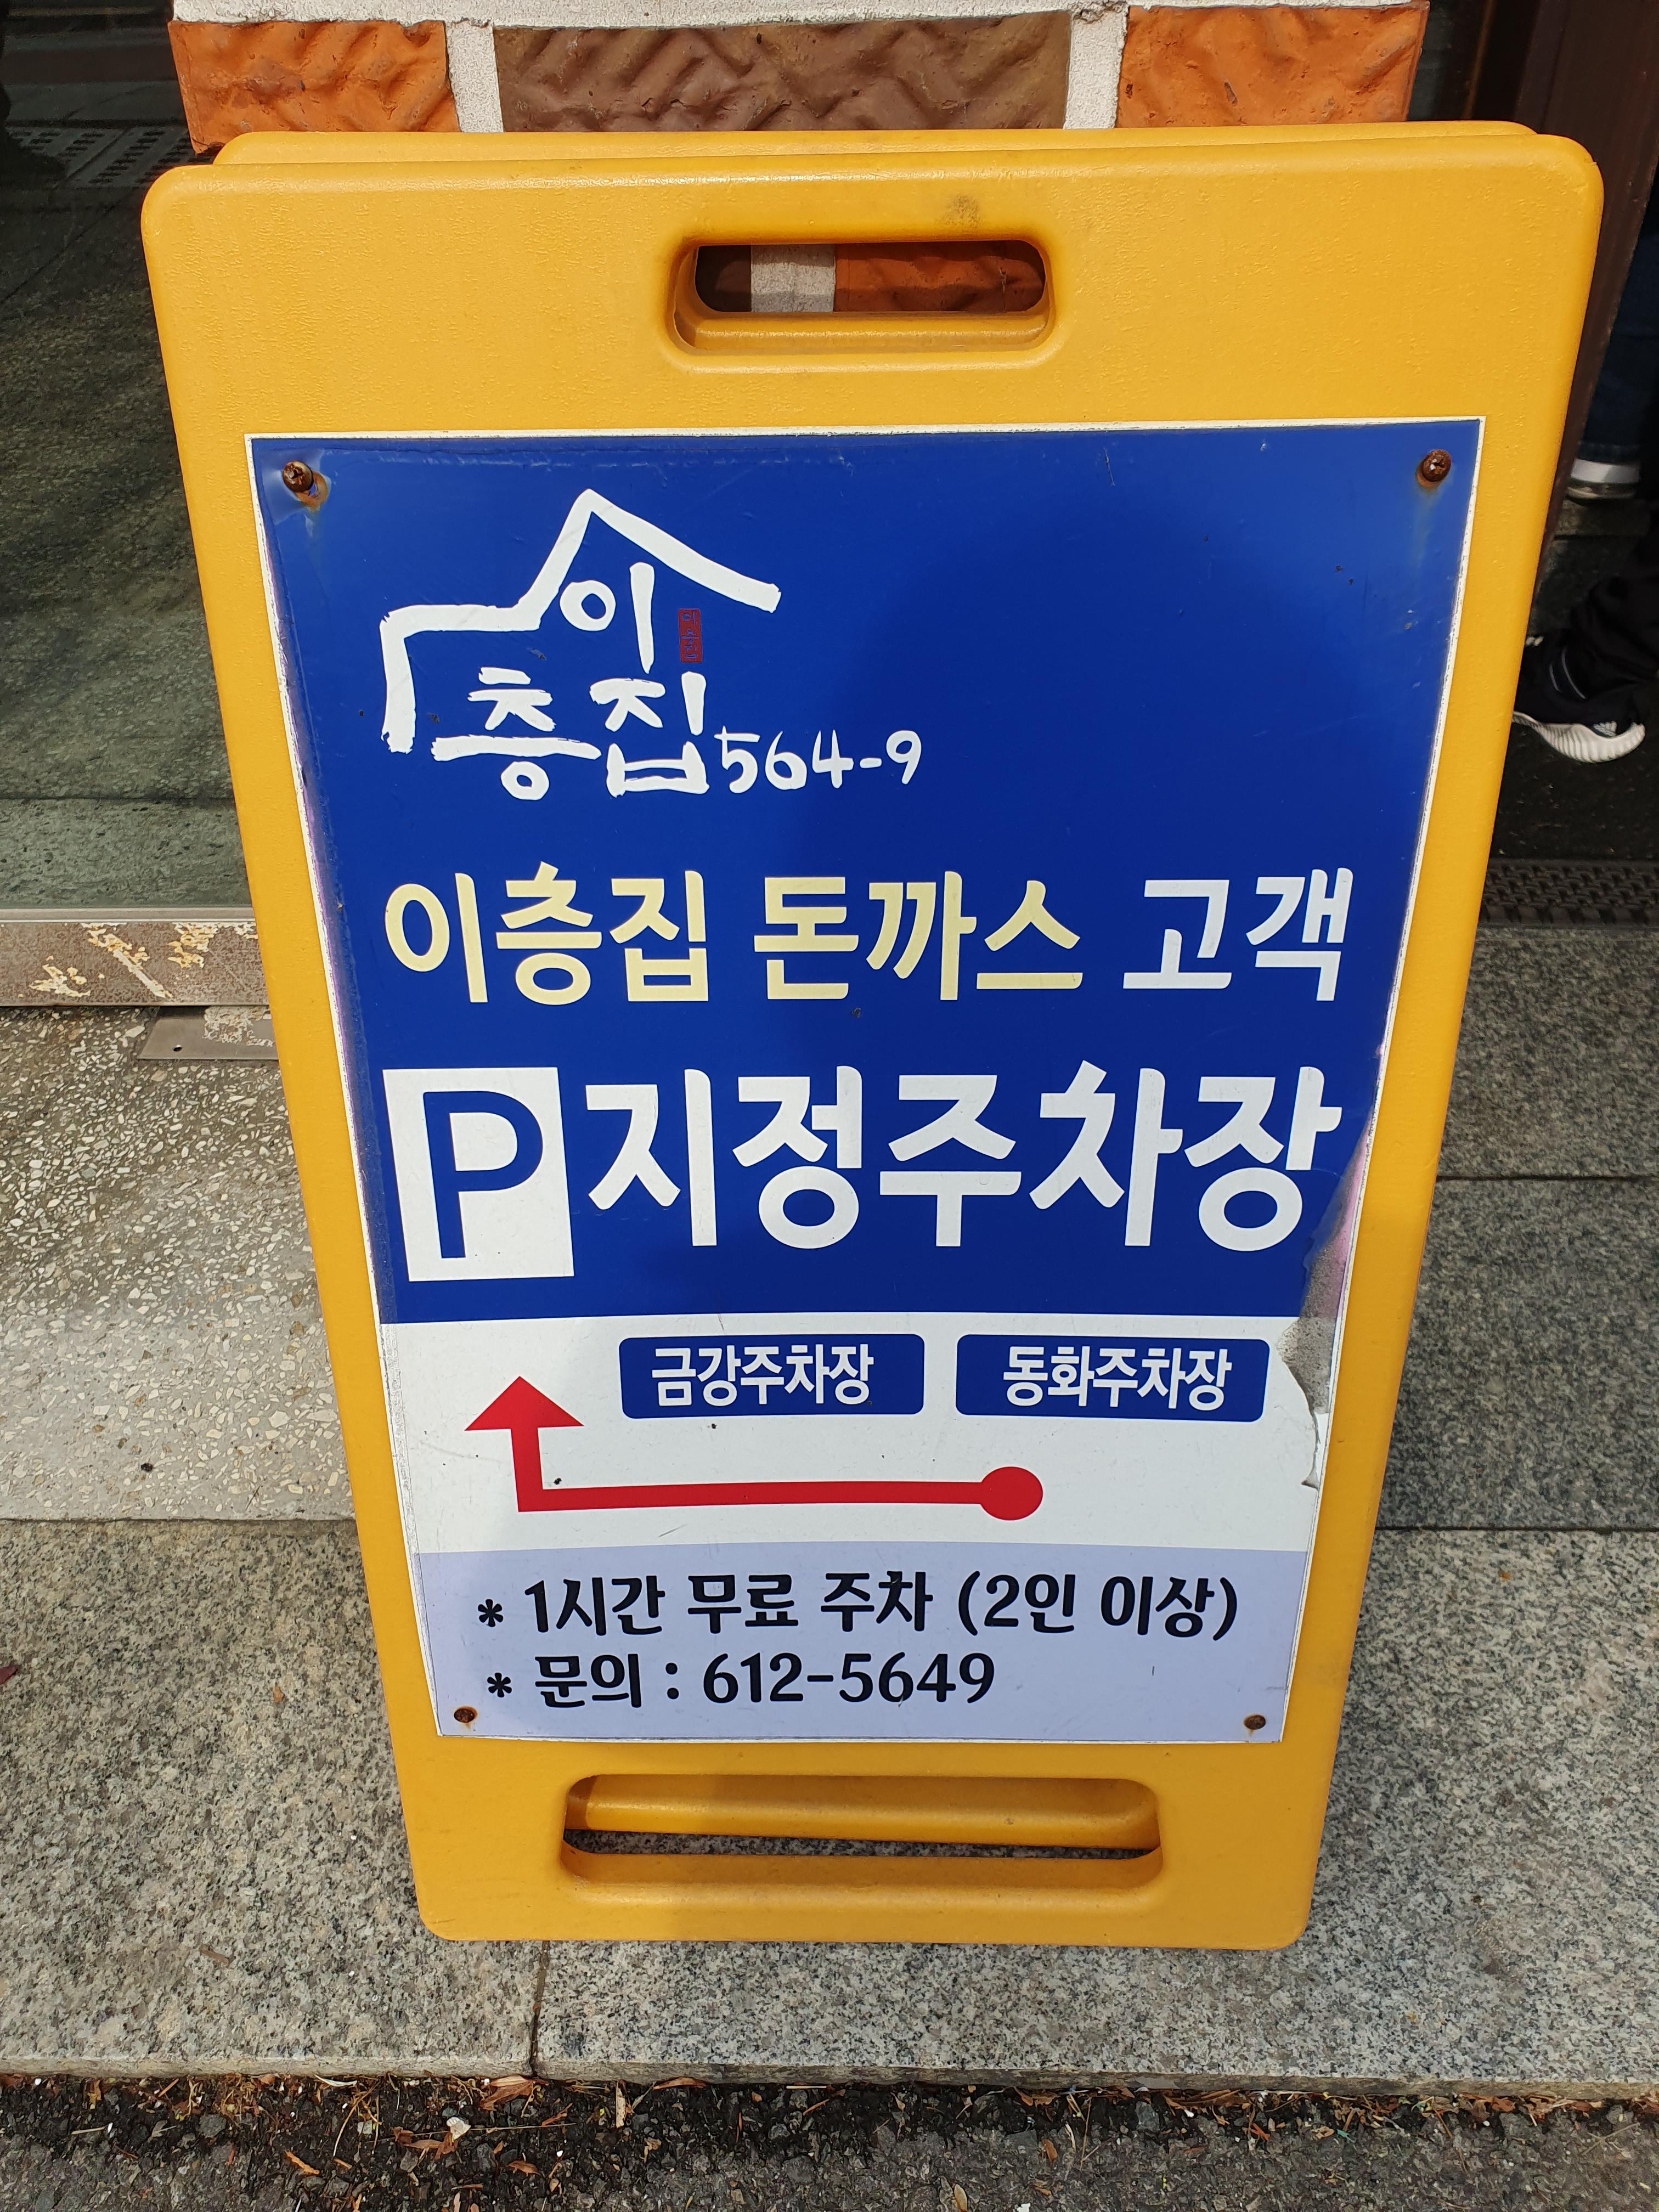 이
층집 564-9
이층집 돈까스 고객
P 지정주차장
금강주차장 동화주차장
* 1시간 무료 주차 (2인 이상)
* 문의 : 612-5649